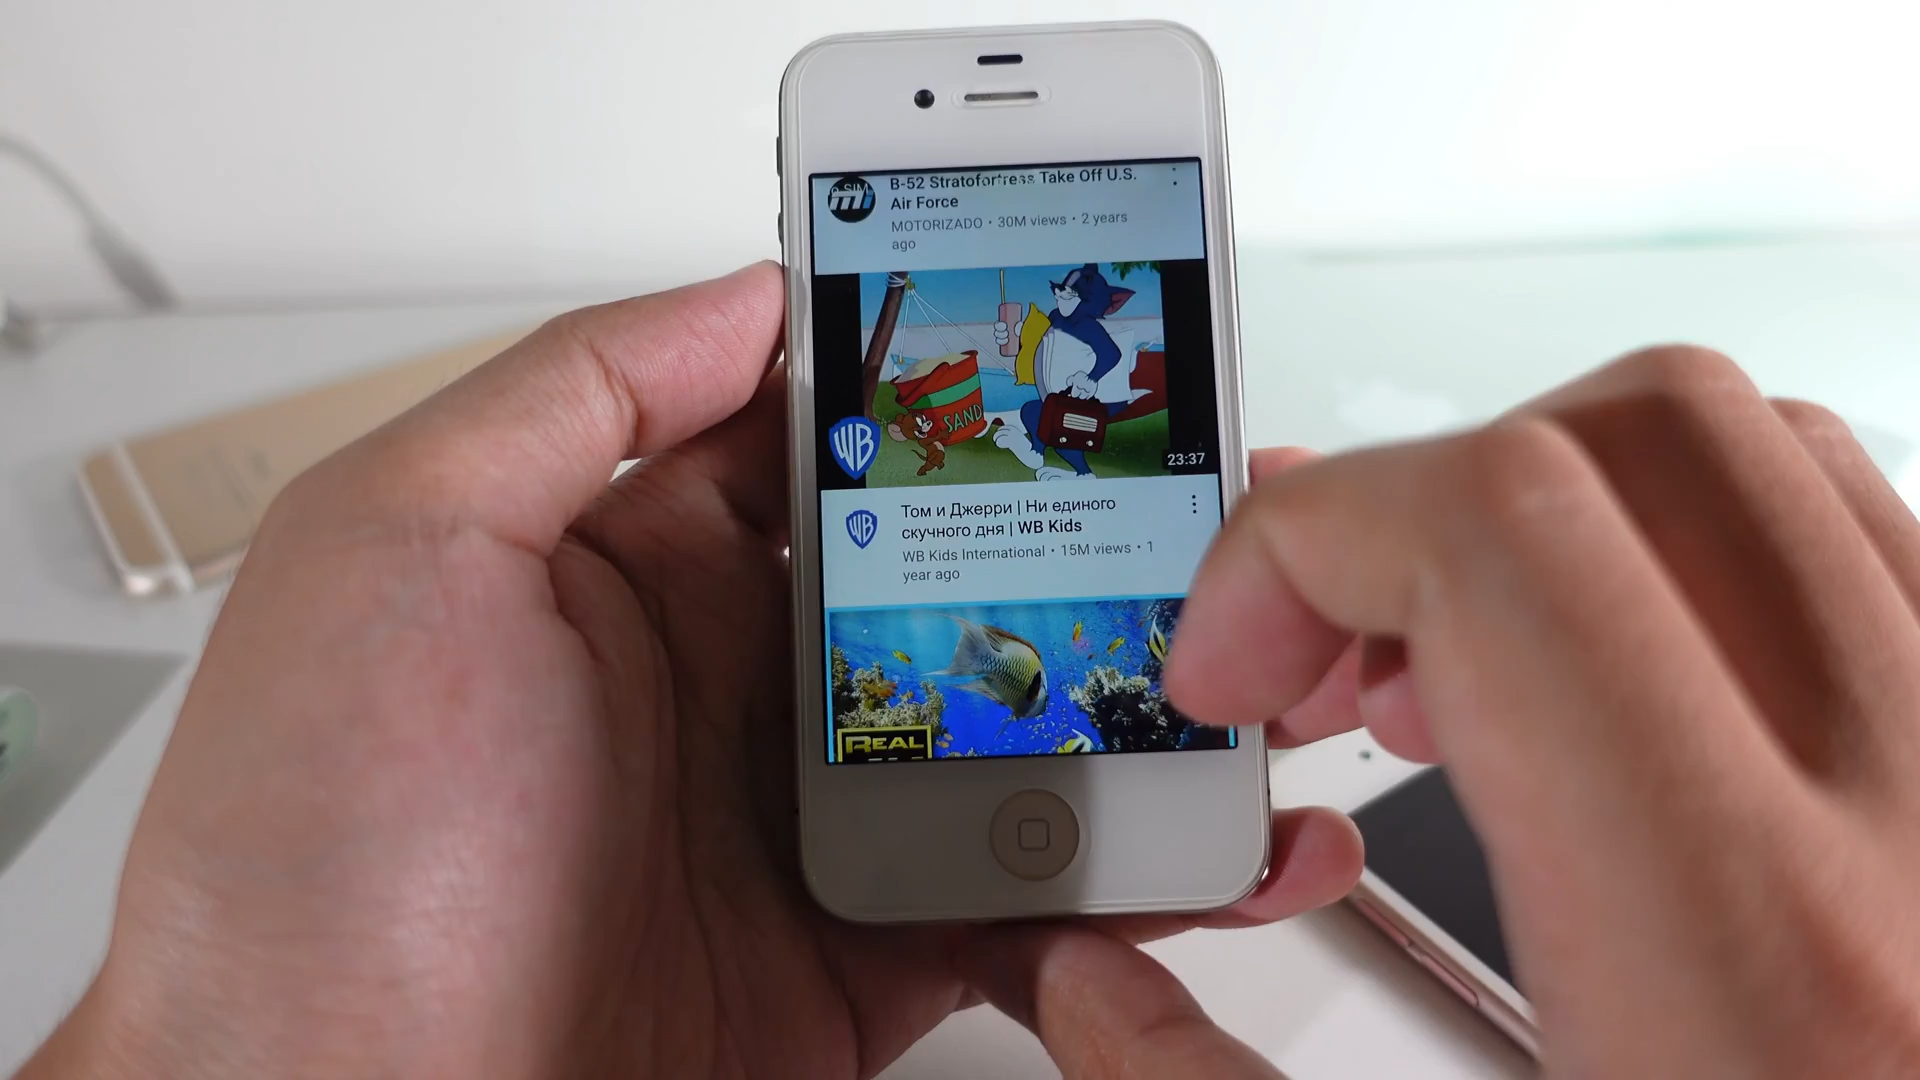 B-52 Stratofortress Take Off U.S.
Air Force
MOTORIZADO • 30M views • 2 years
ago
SAND
WB
23:37
WB
Том и Джерри | Ни единого
скучного дня | WB Kids
WB Kids International • 15M views • 1
year ago
REAL